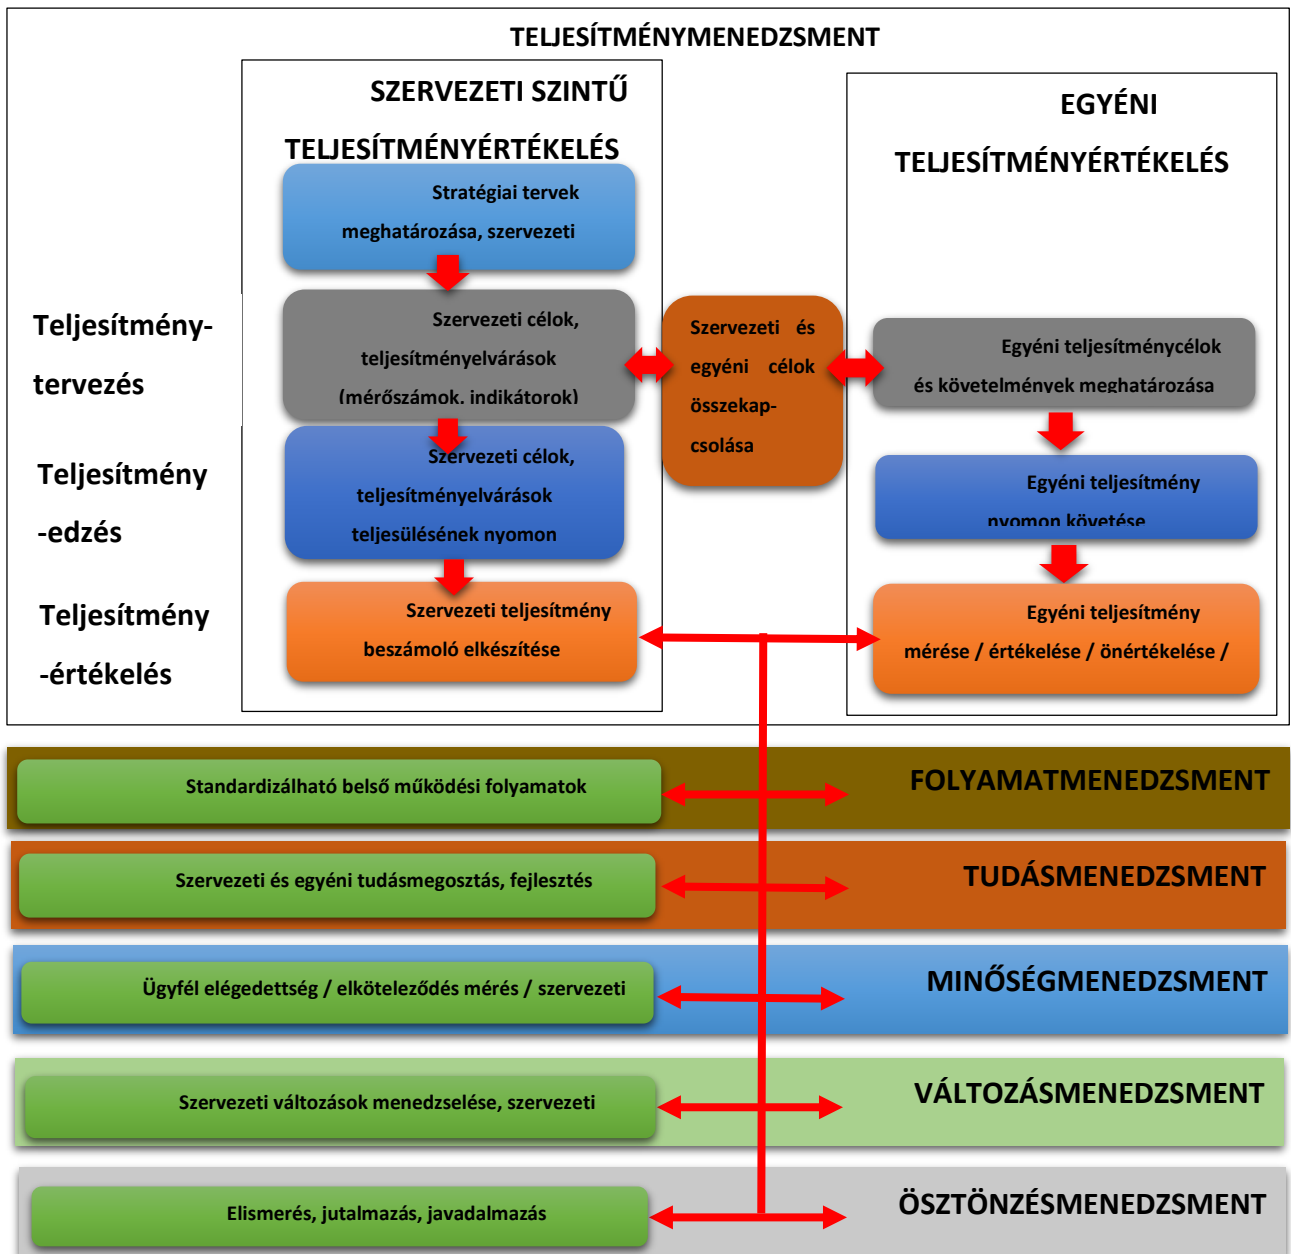 TELJESÍTMÉNYMENEDZSMENT
SZERVEZETI SZINTŰ
TELJESÍTMÉNYÉRTÉKELÉS
EGYÉNI
TELJESÍTMÉNYÉRTÉKELÉS
Stratégiai tervek
meghatározása, szervezeti
Teljesítmény-
tervezés
Szervezeti célok,
teljesítményelvárások
(mérőszámok, indikátorok)
Szervezeti és
egyéni célok
összekap-
csolása
Egyéni teljesítménycélok
és követelmények meghatározása
Teljesítmény
-edzés
Szervezeti célok,
teljesítményelvárások
teljesülésének nyomon
Egyéni teljesítmény
nyomon követése
Teljesítmény
-értékelés
Szervezeti teljesítmény
beszámoló elkészítése
Egyéni teljesítmény
mérése / értékelése / önértékelése /
Standardizálható belső működési folyamatok
FOLYAMATMENEDZSMENT
Szervezeti és egyéni tudásmegosztás, fejlesztés
TUDÁSMENEDZSMENT
Ügyfél elégedettség / elköteleződés mérés / szervezeti
MINŐSÉGMENEDZSMENT
Szervezeti változások menedzselése, szervezeti
VÁLTOZÁSMENEDZSMENT
Elismerés, jutalmazás, javadalmazás
ÖSZTÖNZÉSMENEDZSMENT